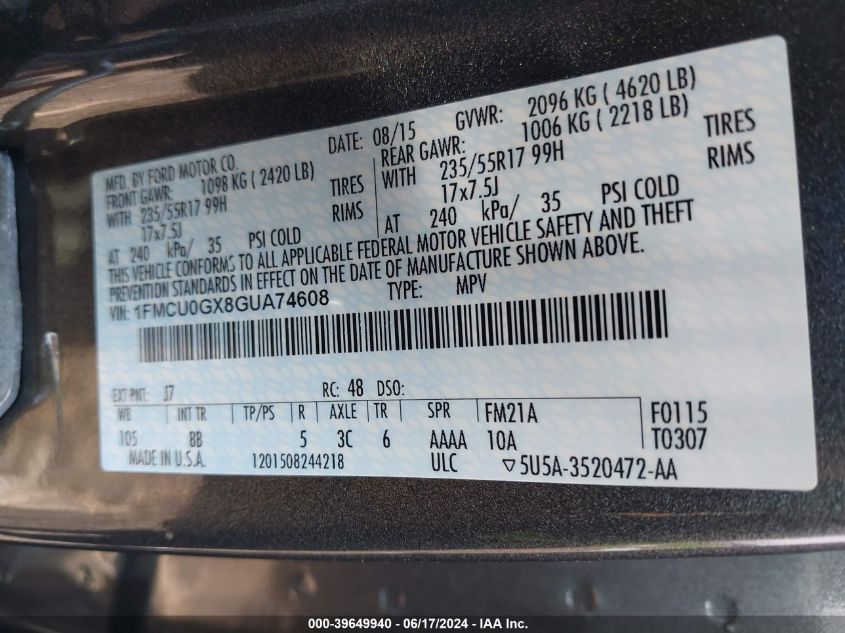 MFD. BY FORD MOTOR CO.
DATE: 08/15
GVWR: 2096 KG ( 4620 LB)
FRONT GAWR: 1098 KG ( 2420 LB)
REAR GAWR: 1006 KG ( 2218 LB)
WITH 235/55R17 99H TIRES
WITH 235/55R17 99H TIRES
17x7.5J RIMS
17x7.5J RIMS
AT 240 kPa/ 35 PSI COLD
AT 240 kPa/ 35 PSI COLD
THIS VEHICLE CONFORMS TO ALL APPLICABLE FEDERAL MOTOR VEHICLE SAFETY AND THEFT
PREVENTION STANDARDS IN EFFECT ON THE DATE OF MANUFACTURE SHOWN ABOVE.
VIN: 1FMCU0GX8GUA74608 TYPE: MPV
EXT PNT: J7 RC: 48 DSO:
WB INT TR TP/PS R AXLE TR SPR FM21A F0115
105 8B 5 3C 6 AAAA 10A T0307
MADE IN U.S.A. 1201508244218 ULC ▽5U5A-3520472-AA
000-39649940 - 06/17/2024 - IAA Inc.